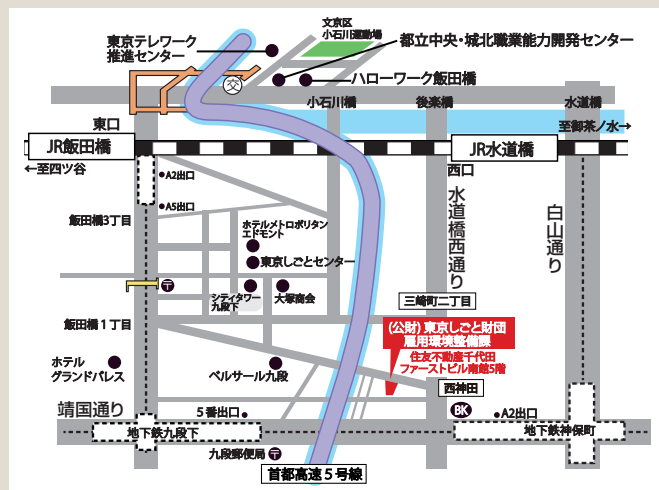 文京区
小石川運動場
東京テレワーク
推進センター
都立中央・城北職業能力開発センター
交
ハローワーク飯田橋
小石川橋
後楽橋
水道橋
東口
至御茶ノ水→
JR飯田橋
JR水道橋
←至四ツ谷
西口
A2出口
A5出口
飯田橋3丁目
水道橋西通り
白山通り
ホテルメトロポリタン
エドモント
東京しごとセンター
〒
シティタワー
九段下
大塚商会
三崎町二丁目
飯田橋1丁目
(公財)東京しごと財団
雇用環境整備課
住友不動産千代田
ファーストビル南館5階
ホテル
グランドパレス
ベルサール九段
西神田
靖国通り
5番出口
BK
A2出口
地下鉄九段下
地下鉄神保町
九段郵便局
〒
首都高速5号線